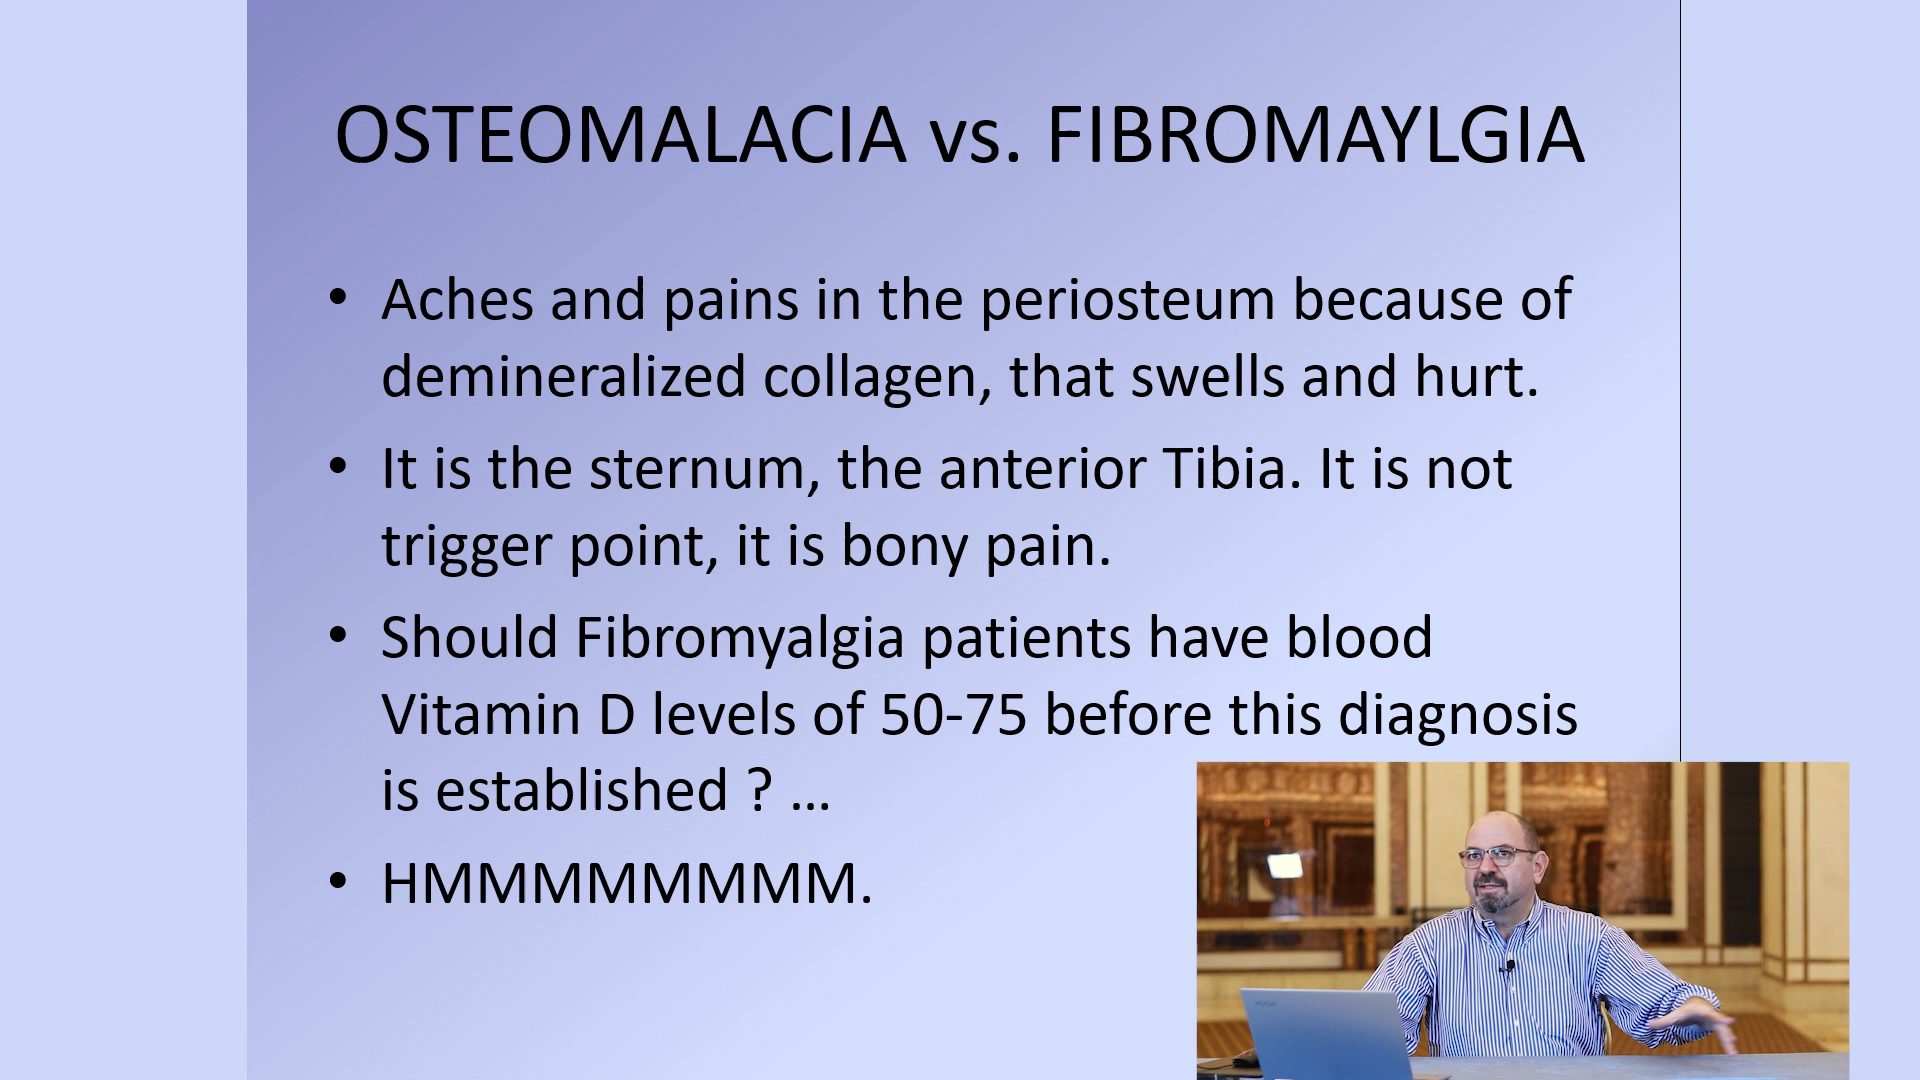 OSTEOMALACIA vs. FIBROMAYLGIA
• Aches and pains in the periosteum because of
demineralized collagen, that swells and hurt.
• It is the sternum, the anterior Tibia. It is not
trigger point, it is bony pain.
• Should Fibromyalgia patients have blood
Vitamin D levels of 50-75 before this diagnosis
is established ? ...
• HMMMMMMMM.
YOGA